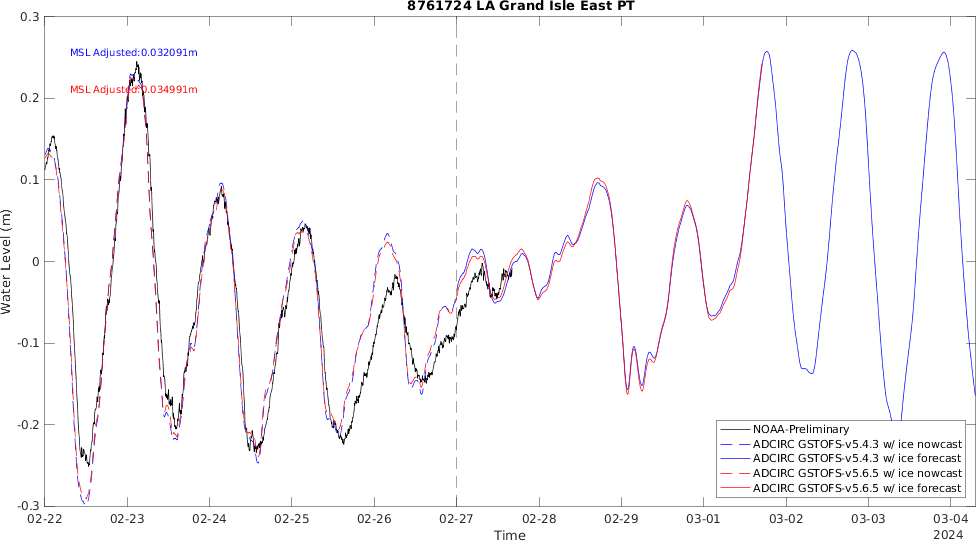 8761724 LA Grand Isle East PT
0.3
MSL Adjusted:0.032091m
MSL Adjusted:0.034991m
0.2
0.1
0
-0.1
-0.2
-0.3
Water Level (m)
NOAA-Preliminary
ADCIRC GSTOFS-v5.4.3 w/ ice nowcast
ADCIRC GSTOFS-v5.4.3 w/ ice forecast
ADCIRC GSTOFS-v5.6.5 w/ ice nowcast
ADCIRC GSTOFS-v5.6.5 w/ ice forecast
02-22 02-23 02-24 02-25 02-26 02-27 02-28 02-29 03-01 03-02 03-03 03-04
Time 2024